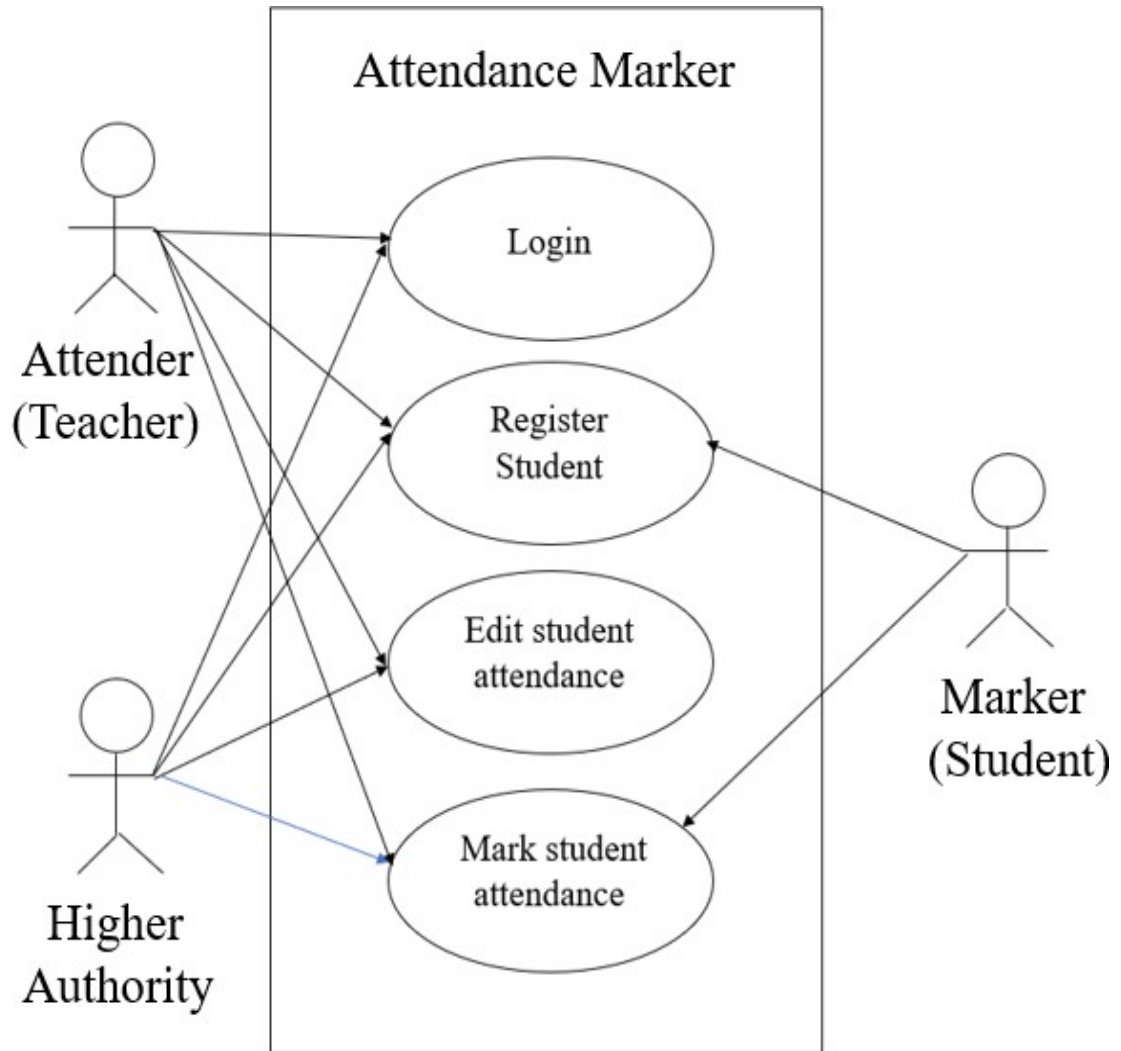 Attendance Marker
Login
Attender
(Teacher)
Register
Student
Edit student
attendance
Marker
(Student)
Mark student
attendance
Higher
Authority